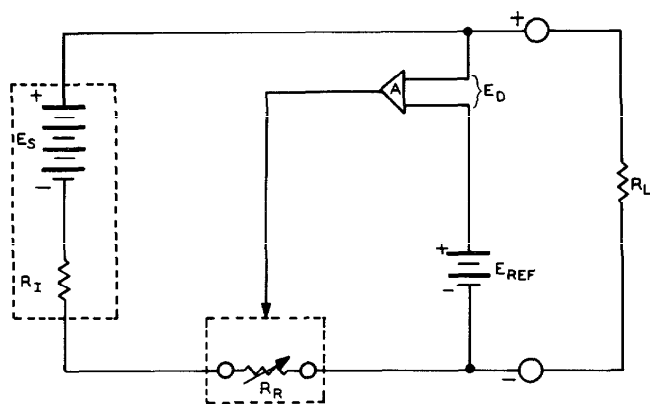 +
+
A
E_D
E_S
−
R_L
+
E_REF
−
R_I
−
R_R